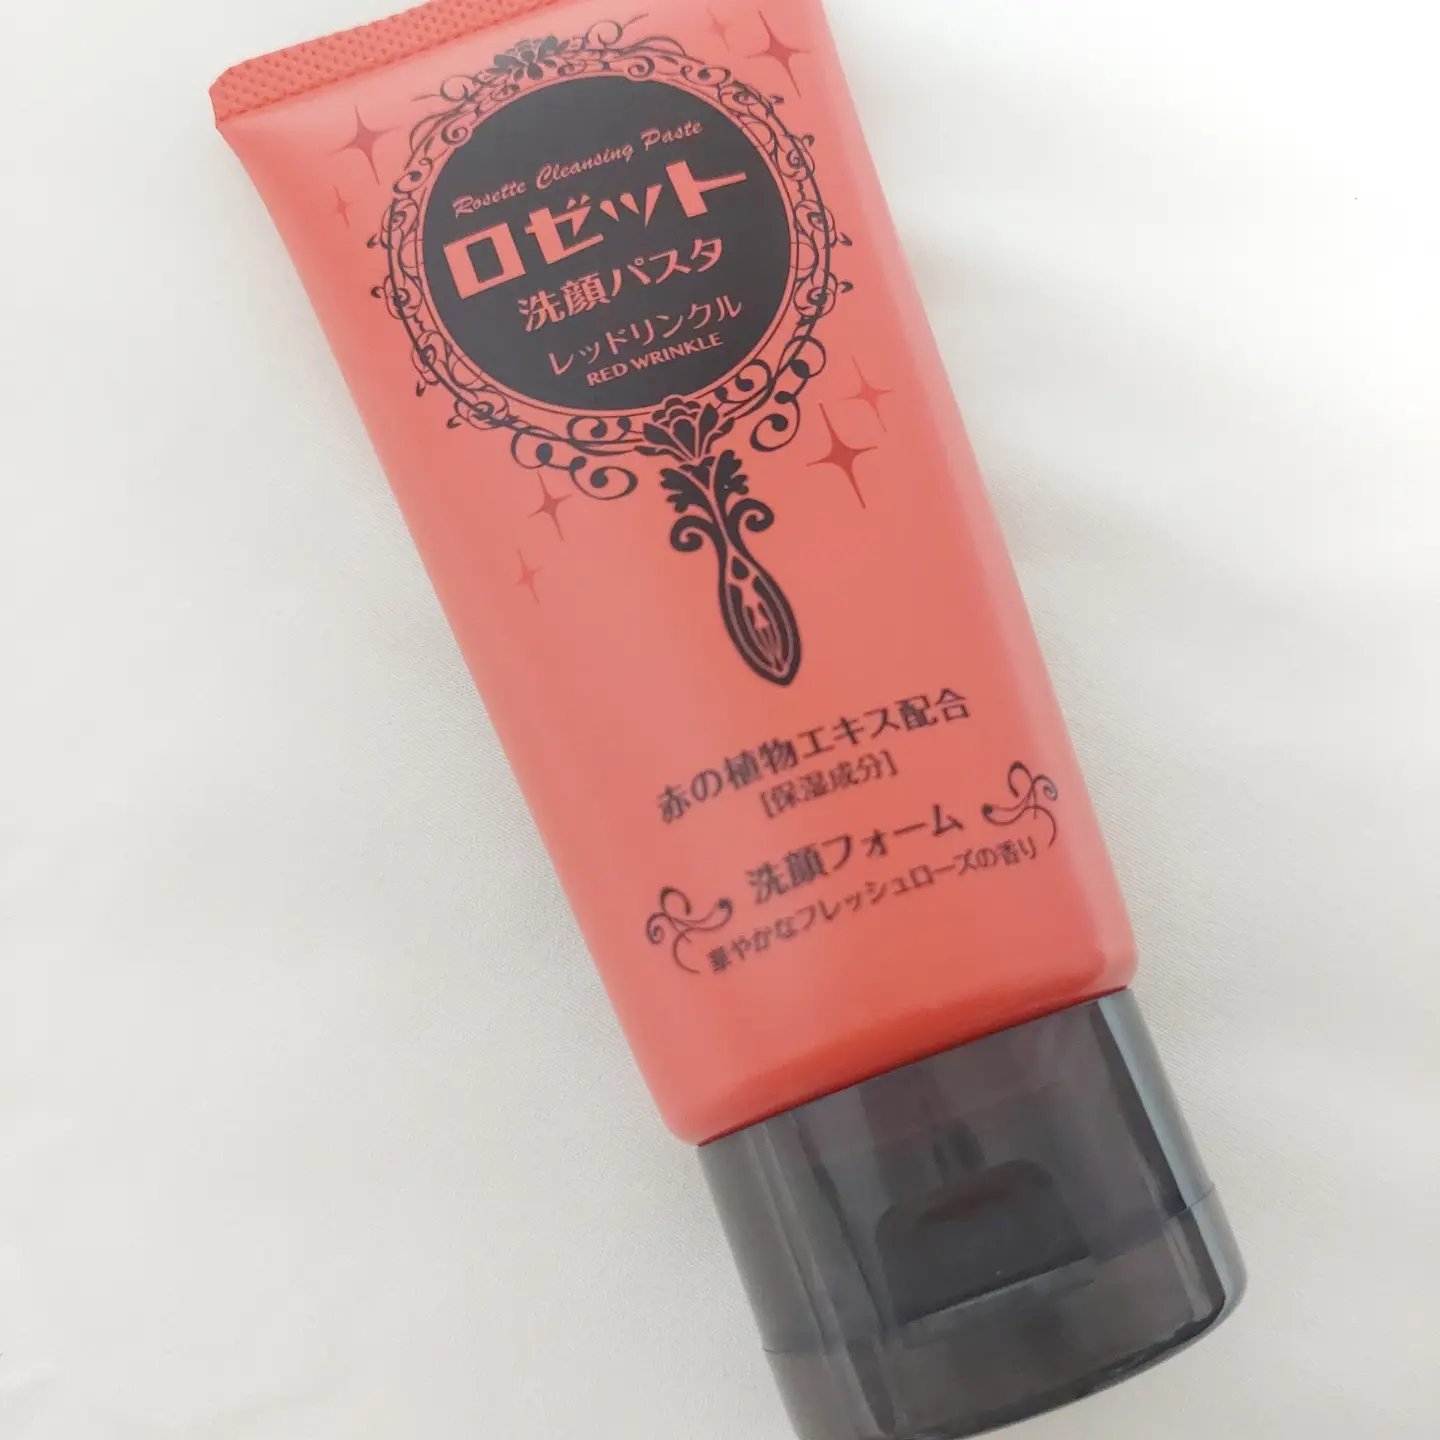 Rosette Cleansing Paste
ロゼット
洗顔パスタ
レッドリンクル
RED WRINKLE
赤の植物エキス配合
[保湿成分]
洗顔フォーム
華やかなフレッシュローズの香り